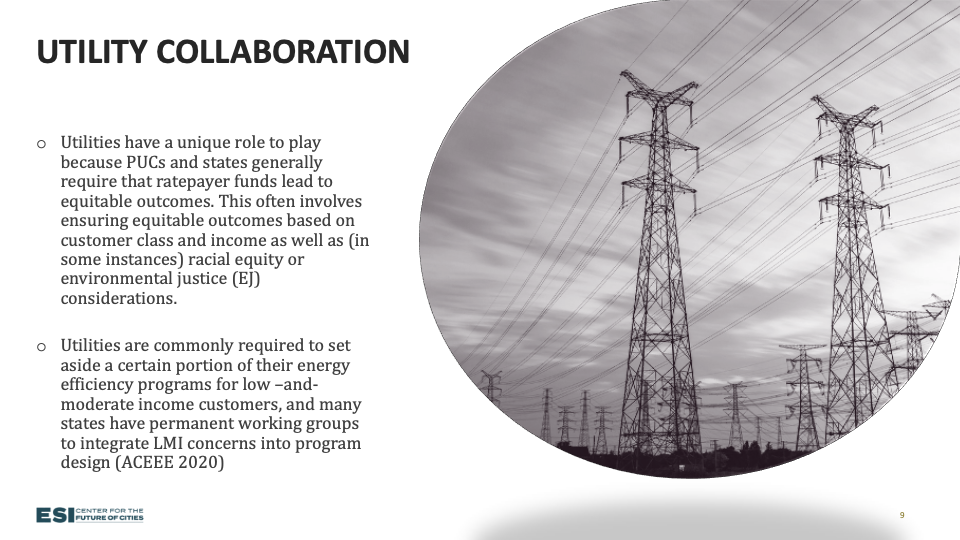 UTILITY COLLABORATION
o Utilities have a unique role to play
because PUCs and states generally
require that ratepayer funds lead to
equitable outcomes. This often involves
ensuring equitable outcomes based on
customer class and income as well as (in
some instances) racial equity or
environmental justice (EJ)
considerations.
o Utilities are commonly required to set
aside a certain portion of their energy
efficiency programs for low –and-
moderate income customers, and many
states have permanent working groups
to integrate LMI concerns into program
design (ACEEE 2020)
ESI CENTER FOR THE
FUTURE OF CITIES
9